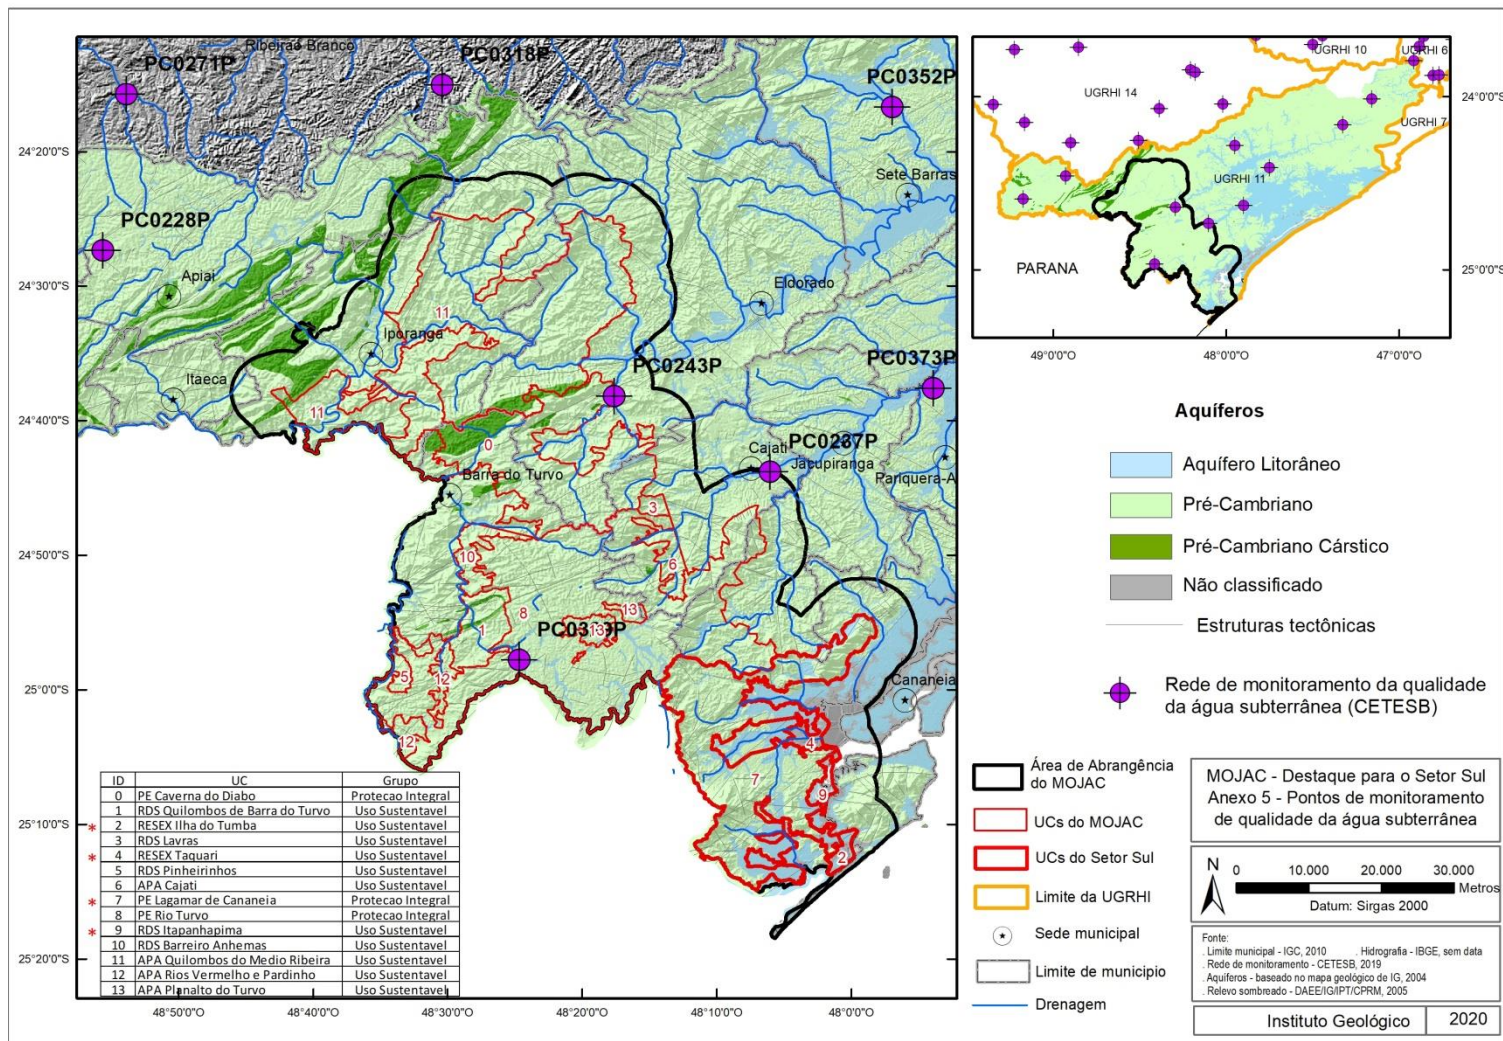 Ribeirão Branco
PC0271P
PC0318P
PC0352P
24°20'0"S
Sete Barras
PC0228P
Apiai
24°30'0"S
Eldorado
11
Iporanga
Itaeca
PC0243P
PC0373P
11
24°40'0"S
0
Cajati
PC0237P
Jacupiranga
Barra do Turvo
Pariquera-A
3
24°50'0"S
10
6
8
13
1
13
5
12
25°0'0"S
Cananeia
4
12
7
9
25°10'0"S
2
25°20'0"S
48°50'0"O
48°40'0"O
48°30'0"O
48°20'0"O
48°10'0"O
48°0'0"O
ID UC Grupo
0 PE Caverna do Diabo Protecao Integral
1 RDS Quilombos de Barra do Turvo Uso Sustentavel
* 2 RESEX Ilha do Tumba Uso Sustentavel
3 RDS Lavras Uso Sustentavel
* 4 RESEX Taquari Uso Sustentavel
5 RDS Pinheirinhos Uso Sustentavel
6 APA Cajati Uso Sustentavel
* 7 PE Lagamar de Cananeia Protecao Integral
8 PE Rio Turvo Protecao Integral
* 9 RDS Itapanhapima Uso Sustentavel
10 RDS Barreiro Anhemas Uso Sustentavel
11 APA Quilombos do Medio Ribeira Uso Sustentavel
12 APA Rios Vermelho e Pardinho Uso Sustentavel
13 APA Planalto do Turvo Uso Sustentavel
UGRHI 10
UGRHI 6
UGRHI 14
24°0'0"S
UGRHI 7
UGRHI 11
PARANA
25°0'0"S
49°0'0"O
48°0'0"O
47°0'0"O
Aquíferos
Aquífero Litorâneo
Pré-Cambriano
Pré-Cambriano Cárstico
Não classificado
Estruturas tectônicas
Rede de monitoramento da qualidade
da água subterrânea (CETESB)
Área de Abrangência
do MOJAC
UCs do MOJAC
UCs do Setor Sul
Limite da UGRHI
Sede municipal
Limite de municipio
Drenagem
MOJAC - Destaque para o Setor Sul
Anexo 5 - Pontos de monitoramento
de qualidade da água subterrânea
N
0 10.000 20.000 30.000
Metros
Datum: Sirgas 2000
Fonte:
. Limite municipal - IGC, 2010 . Hidrografia - IBGE, sem data
. Rede de monitoramento - CETESB, 2019
. Aquíferos - baseado no mapa geológico de IG, 2004
. Relevo sombreado - DAEE/IG/IPT/CPRM, 2005
Instituto Geológico 2020